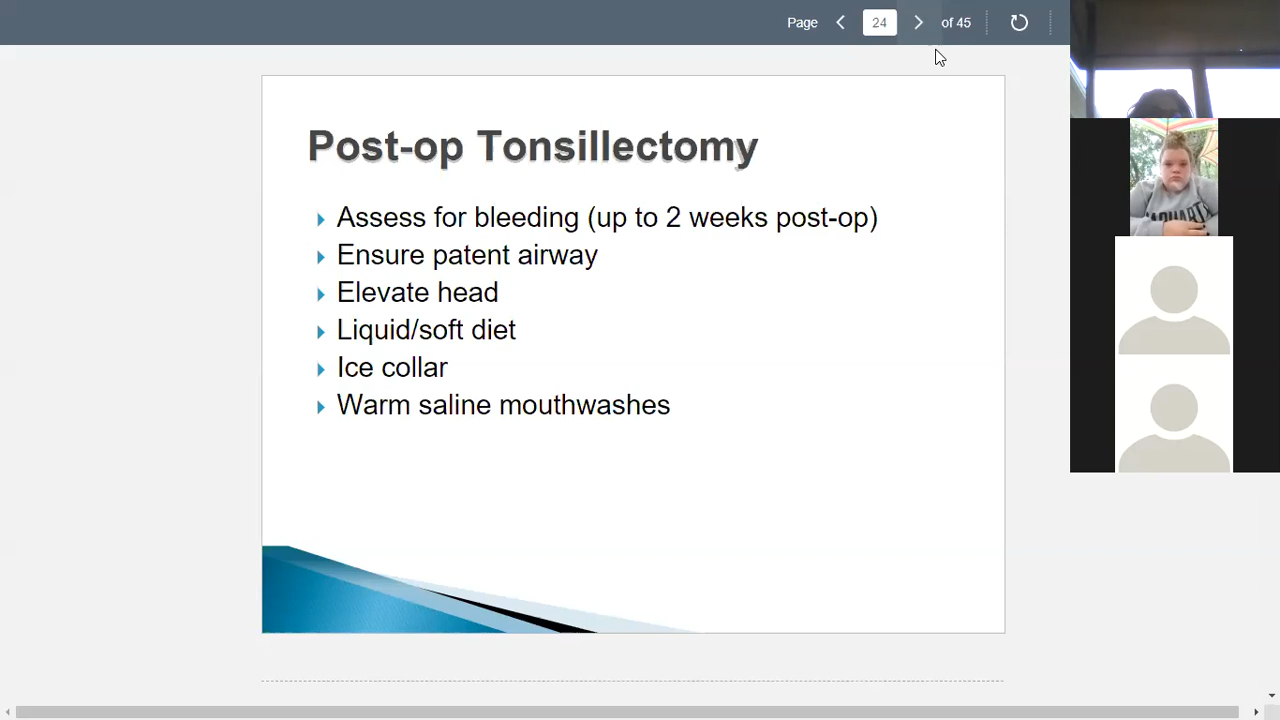 Page 24 of 45
Post-op Tonsillectomy
Assess for bleeding (up to 2 weeks post-op)
Ensure patent airway
Elevate head
Liquid/soft diet
Ice collar
Warm saline mouthwashes